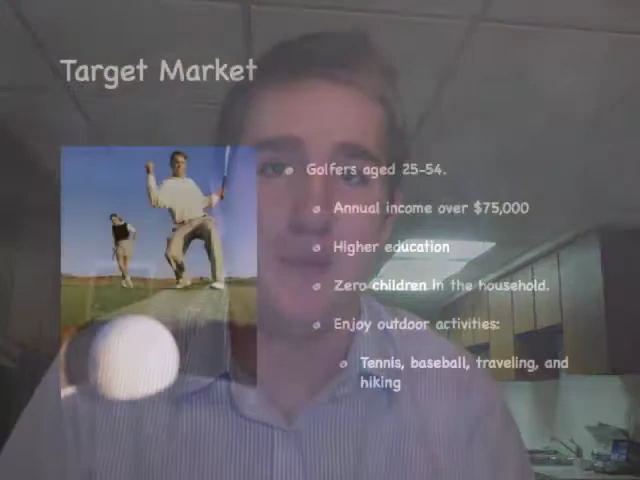 Target Market
Golfers aged 25-54.
Annual income over $75,000
Higher education
Zero children in the household.
Enjoy outdoor activities:
Tennis, baseball, traveling, and
hiking